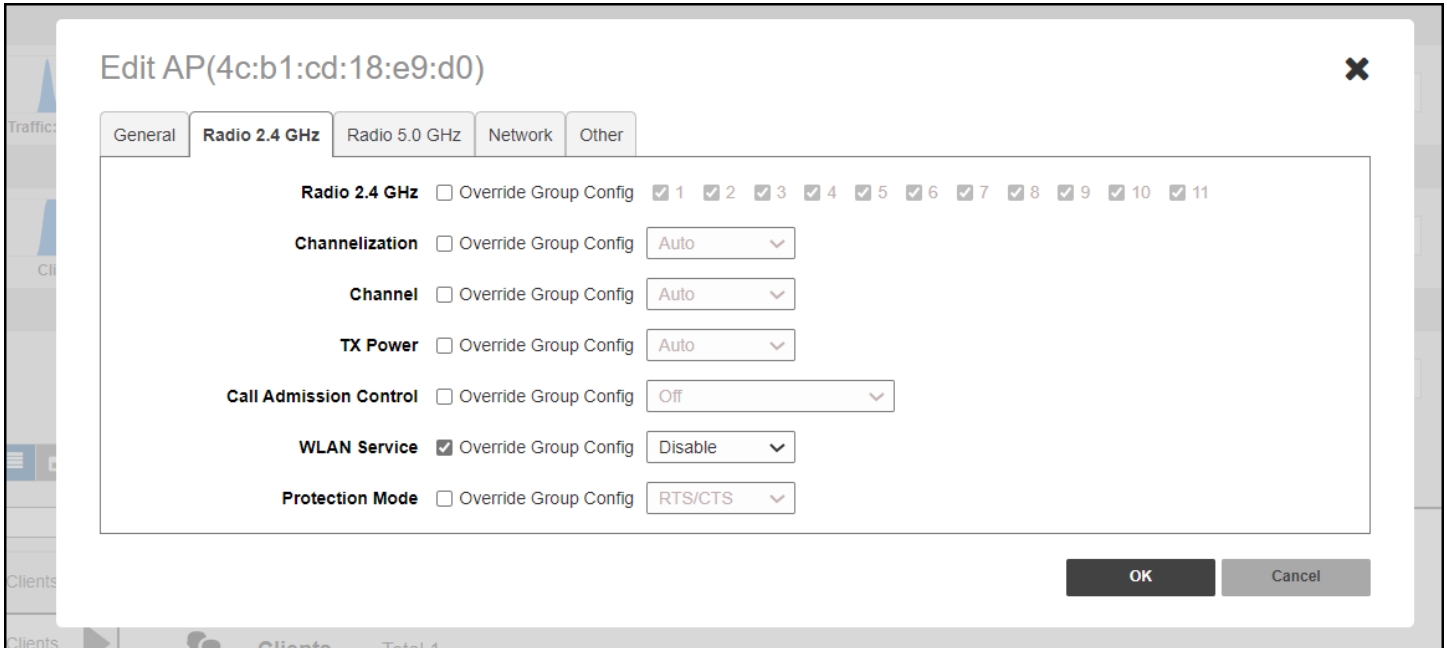 Edit AP(4c:b1:cd:18:e9:d0)
Traffic:
General Radio 2.4 GHz Radio 5.0 GHz Network Other
Radio 2.4 GHz Override Group Config 1 2 3 4 5 6 7 8 9 10 11
Channelization Override Group Config Auto
Cli
Channel Override Group Config Auto
TX Power Override Group Config Auto
Call Admission Control Override Group Config Off
WLAN Service Override Group Config Disable
Protection Mode Override Group Config RTS/CTS
OK Cancel
Clients
Clients Clients Total 1